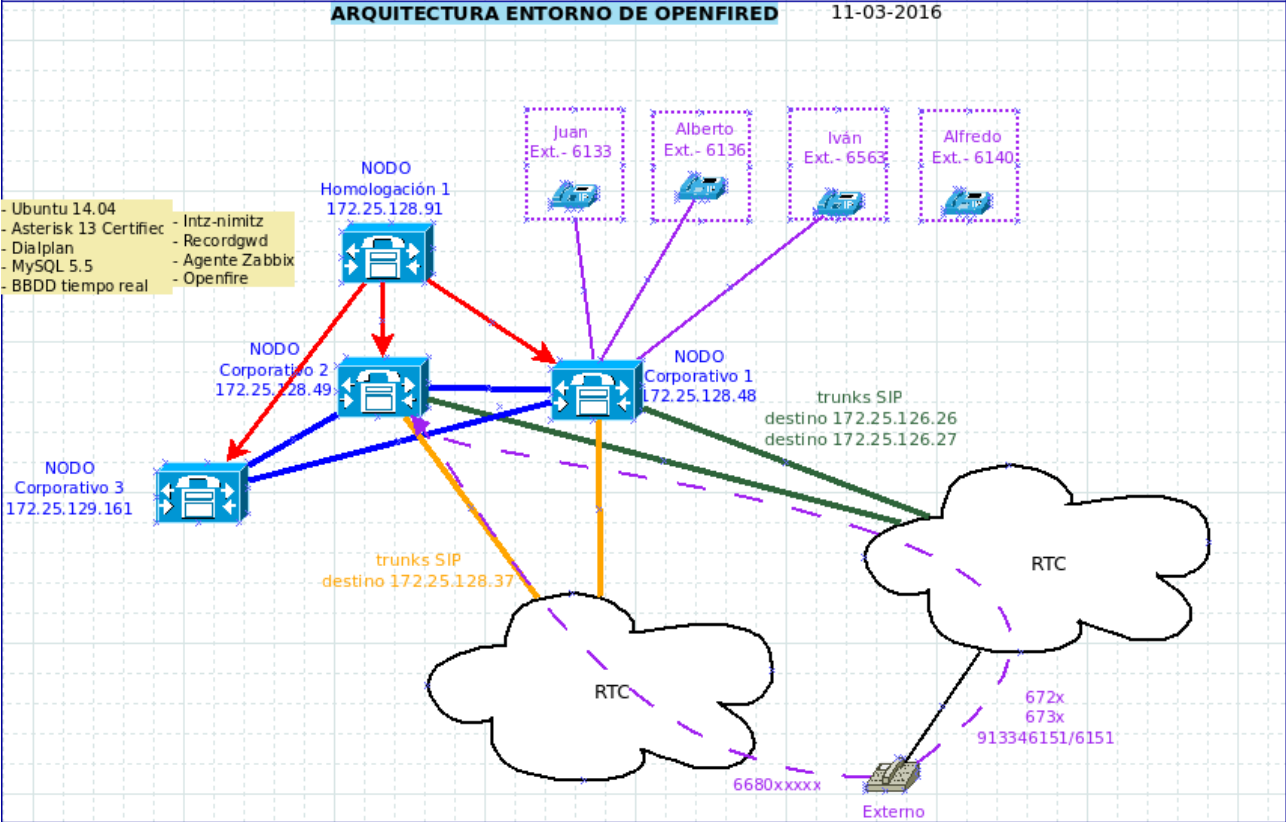 ARQUITECTURA ENTORNO DE OPENFIRED
11-03-2016
Juan
Ext.- 6133
Alberto
Ext.- 6136
Iván
Ext.- 6563
Alfredo
Ext.- 6140
NODO
Homologación 1
172.25.128.91
- Ubuntu 14.04
- Asterisk 13 Certified
- Dialplan
- MySQL 5.5
- BBDD tiempo real
- Intz-nimitz
- Recordgwd
- Agente Zabbix
- Openfire
NODO
Corporativo 2
172.25.128.49
NODO
Corporativo 1
172.25.128.48
trunks SIP
destino 172.25.126.26
destino 172.25.126.27
NODO
Corporativo 3
172.25.129.161
trunks SIP
destino 172.25.128.37
RTC
RTC
672x
673x
913346151/6151
6680xxxxx
Externo